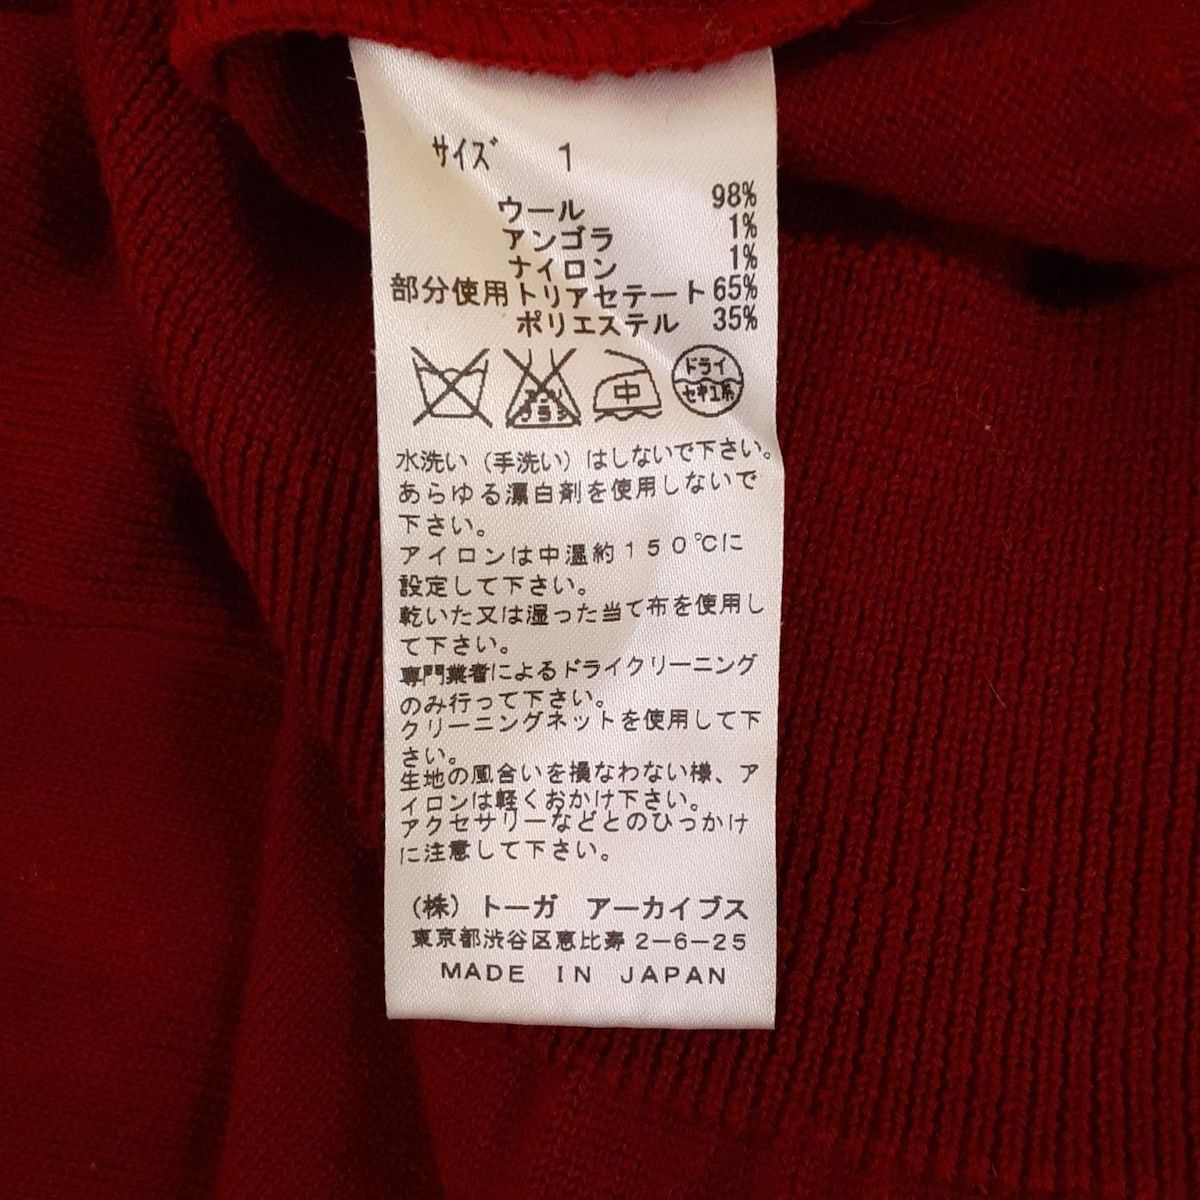 サイズ 1
ウール 98%
アンゴラ 1%
ナイロン 1%
部分使用トリアセテート 65%
ポリエステル 35%
エンソ
ブラシ
中
ドライ
セキユ系
水洗い（手洗い）はしないで下さい。
あらゆる漂白剤を使用しないで
下さい。
アイロンは中温約150℃に
設定して下さい。
乾いた又は湿った当て布を使用し
て下さい。
専門業者によるドライクリーニング
のみ行って下さい。
クリーニングネットを使用して下
さい。
生地の風合いを損なわない様、ア
イロンは軽くおかけ下さい。
アクセサリーなどとのひっかけ
に注意して下さい。
（株）トーガ アーカイブス
東京都渋谷区恵比寿2-6-25
MADE IN JAPAN